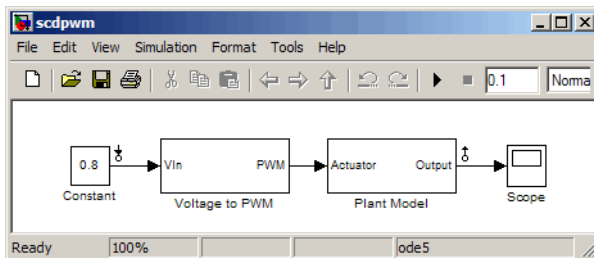 scdpwm
File Edit View Simulation Format Tools Help
0.1 Norma
0.8 VIn PWM Actuator Output
Constant Voltage to PWM Plant Model Scope
Ready 100% ode5